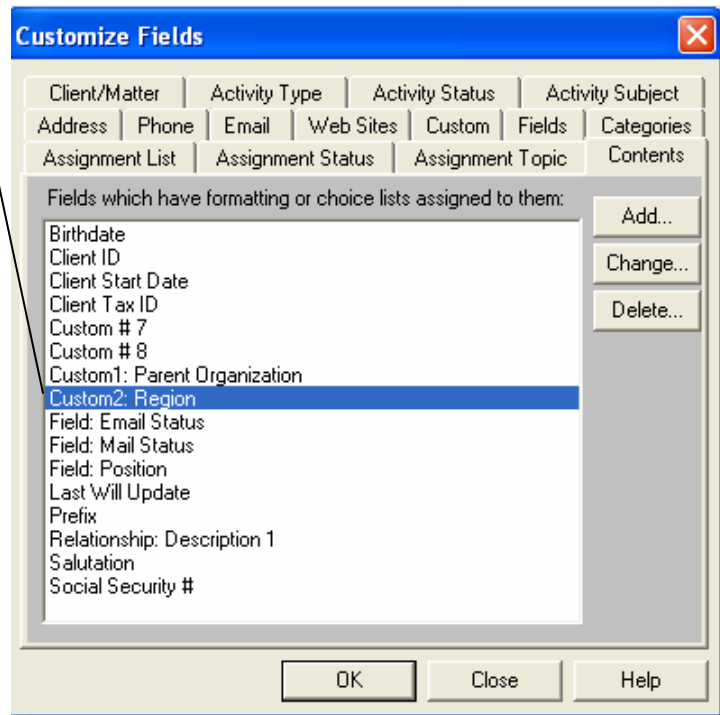 Customize Fields
Client/Matter Activity Type Activity Status Activity Subject
Address Phone Email Web Sites Custom Fields Categories
Assignment List Assignment Status Assignment Topic Contents
Fields which have formatting or choice lists assigned to them:
Birthdate
Client ID
Client Start Date
Client Tax ID
Custom # 7
Custom # 8
Custom1: Parent Organization
Custom2: Region
Field: Email Status
Field: Mail Status
Field: Position
Last Will Update
Prefix
Relationship: Description 1
Salutation
Social Security #
Add...
Change...
Delete...
OK Close Help